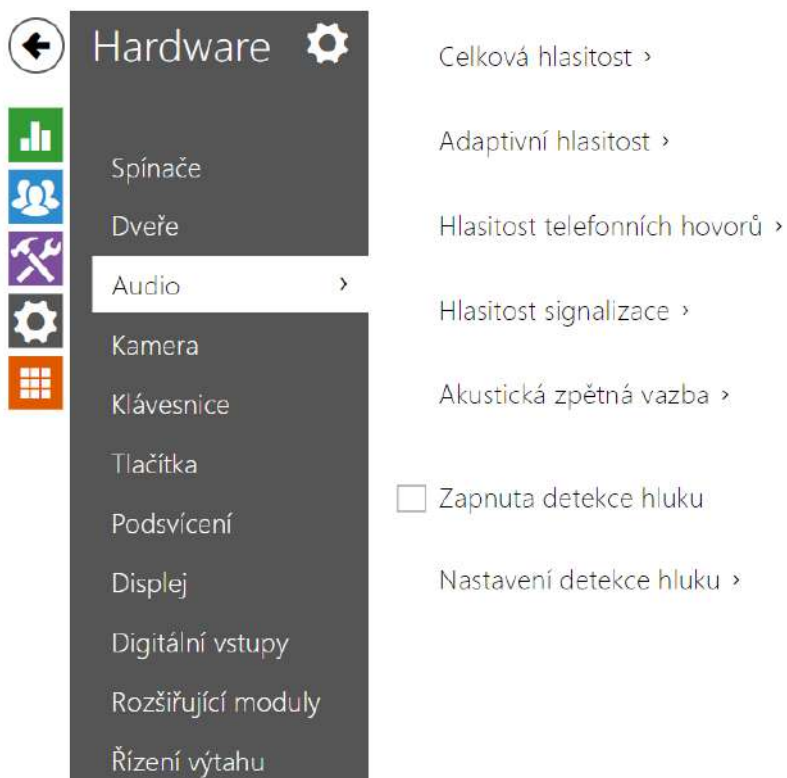 Hardware
Spínače
Dveře
Audio ›
Kamera
Klávesnice
Tlačítka
Podsvícení
Displej
Digitální vstupy
Rozšiřující moduly
Řízení výtahu
Celková hlasitost ›
Adaptivní hlasitost ›
Hlasitost telefonních hovorů ›
Hlasitost signalizace ›
Akustická zpětná vazba ›
Zapnuta detekce hluku
Nastavení detekce hluku ›